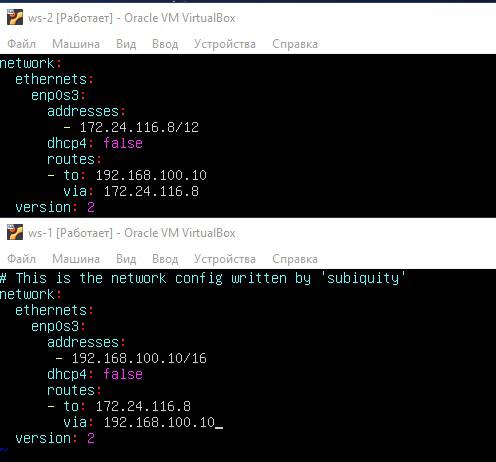 ws-2 [Работает] - Oracle VM VirtualBox
Файл Машина Вид Ввод Устройства Справка
network:
  ethernets:
    enp0s3:
      addresses:
        - 172.24.116.8/12
      dhcp4: false
      routes:
      - to: 192.168.100.10
        via: 172.24.116.8
  version: 2
ws-1 [Работает] - Oracle VM VirtualBox
Файл Машина Вид Ввод Устройства Справка
# This is the network config written by 'subiquity'
network:
  ethernets:
    enp0s3:
      addresses:
       - 192.168.100.10/16
      dhcp4: false
      routes:
      - to: 172.24.116.8
        via: 192.168.100.10_
  version: 2
~